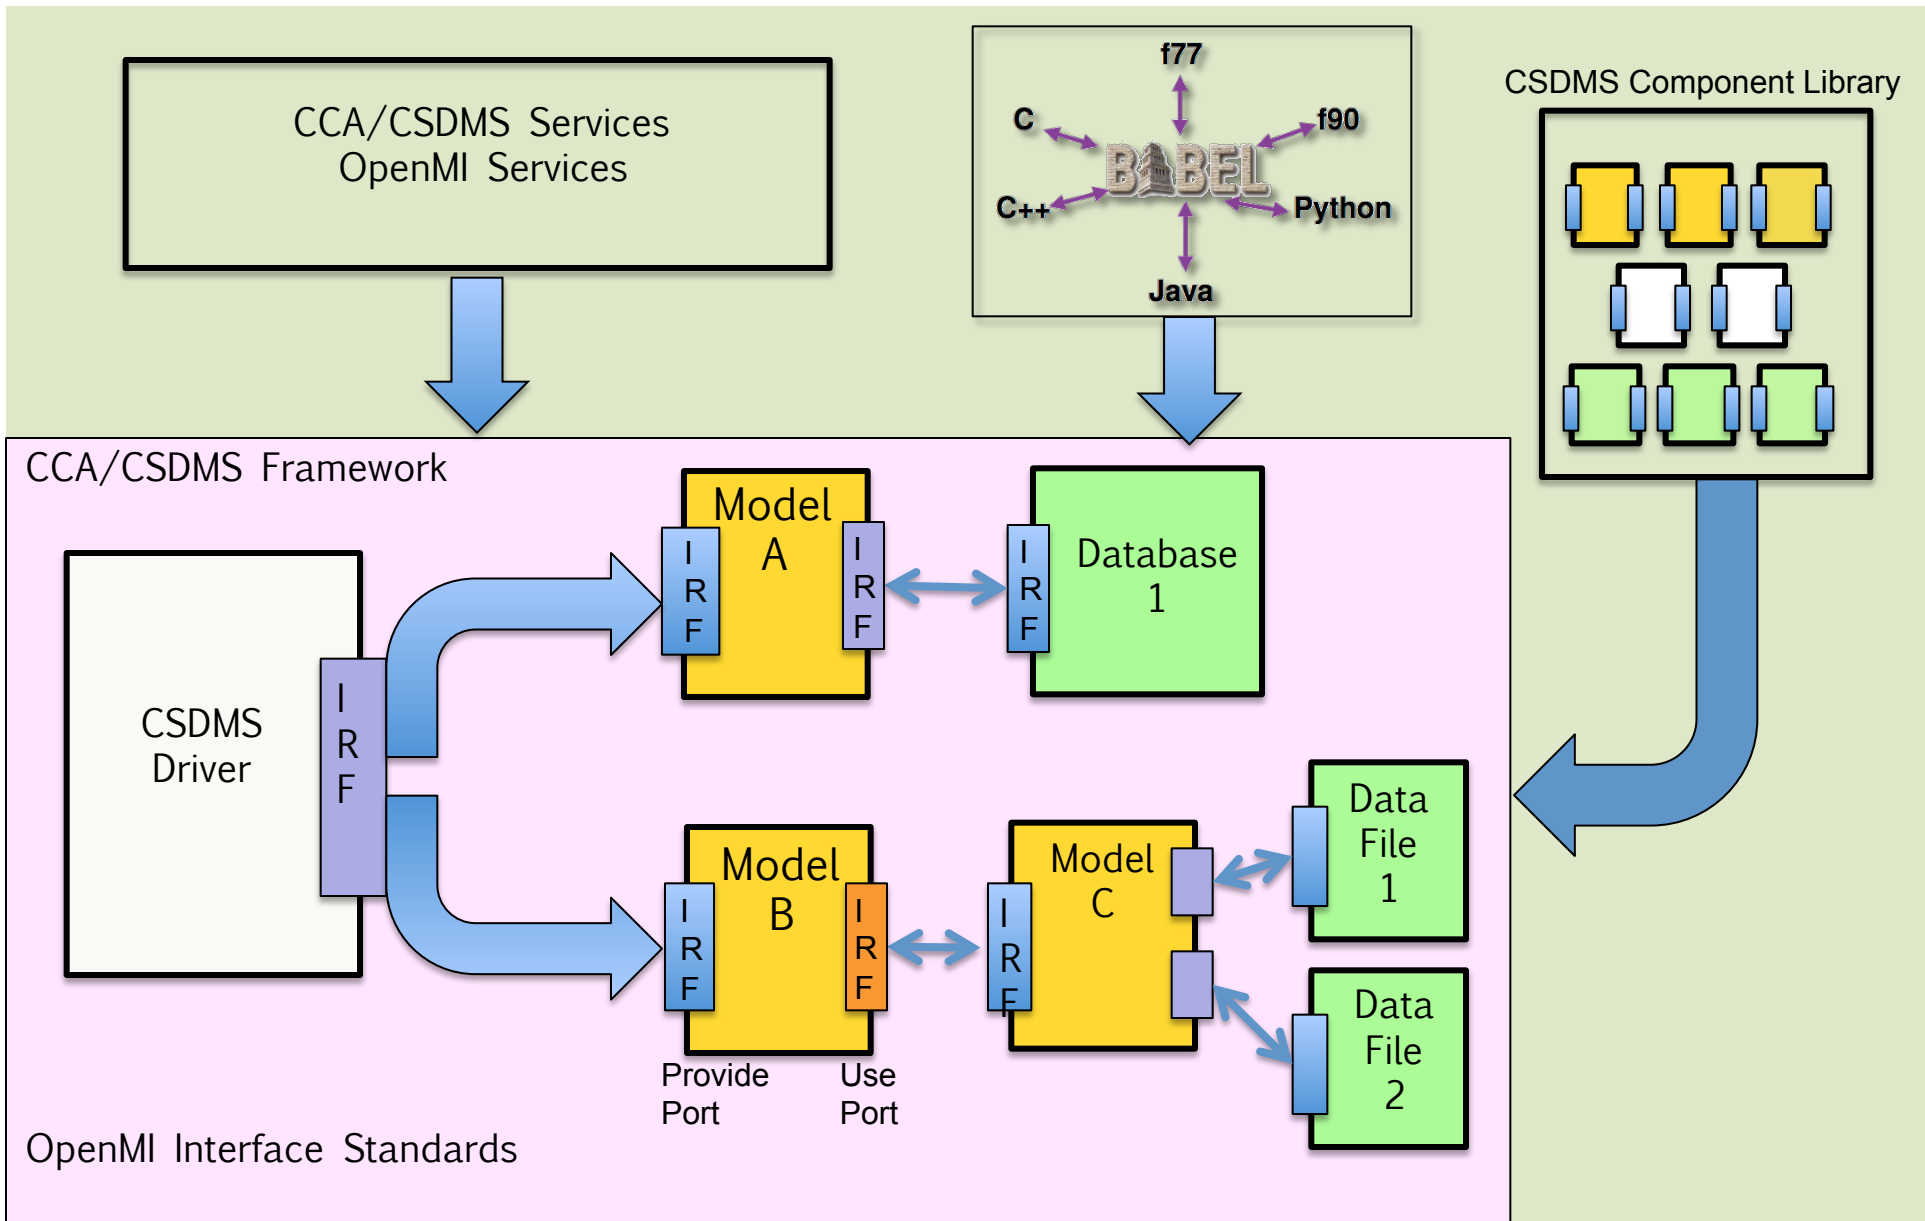 CCA/CSDMS Services
OpenMI Services
f77
C
f90
BABEL
C++
Python
Java
CSDMS Component Library
CCA/CSDMS Framework
Model
A
I
R
F
I
R
F
I
R
F
Database
1
CSDMS
Driver
I
R
F
Model
B
I
R
F
I
R
F
Provide
Port
Use
Port
Model
C
I
R
F
Data
File
1
Data
File
2
OpenMI Interface Standards